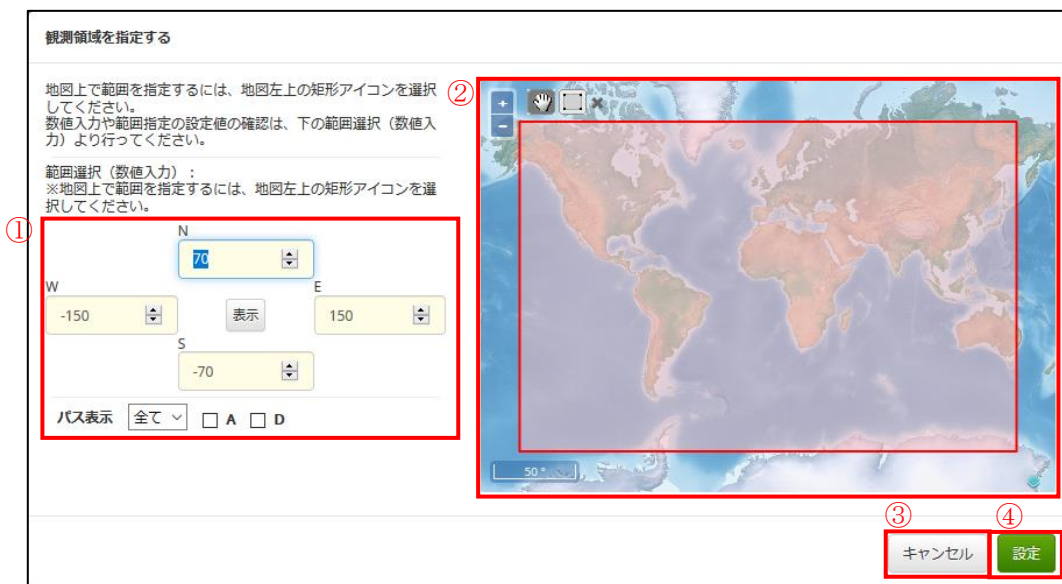 観測領域を指定する
地図上で範囲を指定するには、地図左上の矩形アイコンを選択
してください。
数値入力や範囲指定の設定値の確認は、下の範囲選択（数値入
力）より行ってください。
範囲選択（数値入力）：
※地図上で範囲を指定するには、地図左上の矩形アイコンを選
択してください。
①
N
70
W
E
-150
表示
150
S
-70
パス表示 全て A D
②
+
-
50 °
③
④
キャンセル
設定